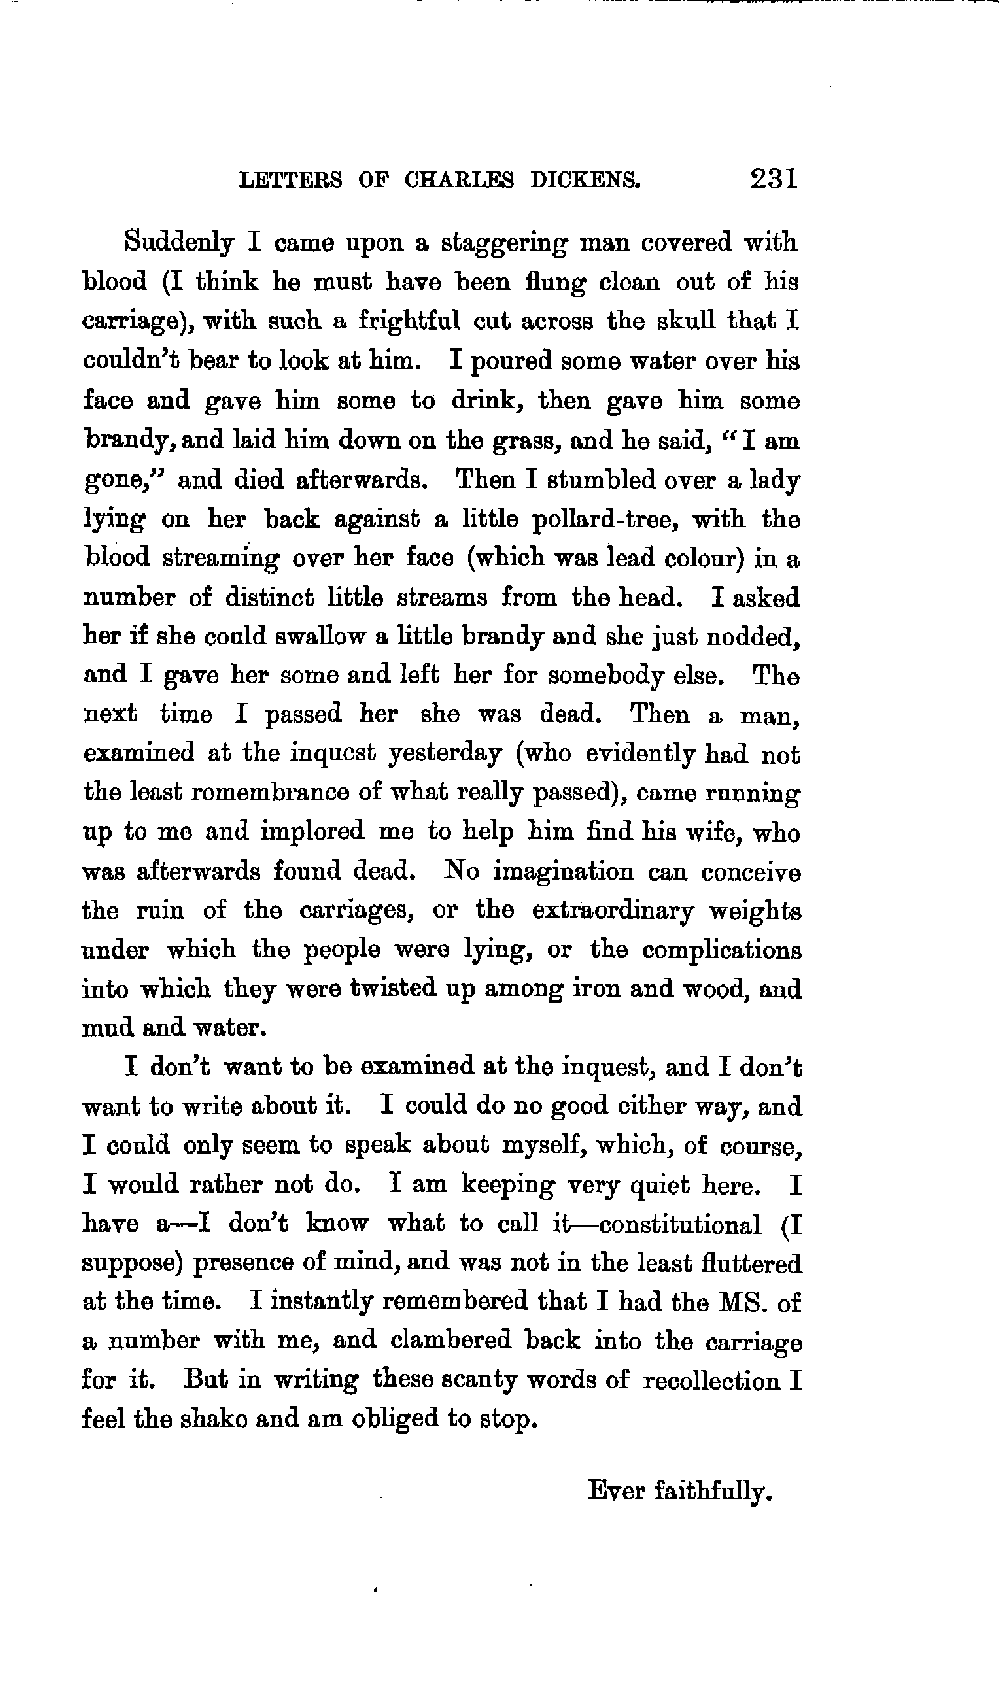 LETTERS OF CHARLES DICKENS. 231
Suddenly I came upon a staggering man covered with
blood (I think he must have been flung clean out of his
carriage), with such a frightful cut across the skull that I
couldn't bear to look at him. I poured some water over his
face and gave him some to drink, then gave him some
brandy, and laid him down on the grass, and he said, "I am
gone," and died afterwards. Then I stumbled over a lady
lying on her back against a little pollard-tree, with the
blood streaming over her face (which was lead colour) in a
number of distinct little streams from the head. I asked
her if she could swallow a little brandy and she just nodded,
and I gave her some and left her for somebody else. The
next time I passed her she was dead. Then a man,
examined at the inquest yesterday (who evidently had not
the least remembrance of what really passed), came running
up to me and implored me to help him find his wife, who
was afterwards found dead. No imagination can conceive
the ruin of the carriages, or the extraordinary weights
under which the people were lying, or the complications
into which they were twisted up among iron and wood, and
mud and water.
I don't want to be examined at the inquest, and I don't
want to write about it. I could do no good either way, and
I could only seem to speak about myself, which, of course,
I would rather not do. I am keeping very quiet here. I
have a—I don't know what to call it—constitutional (I
suppose) presence of mind, and was not in the least fluttered
at the time. I instantly remembered that I had the MS. of
a number with me, and clambered back into the carriage
for it. But in writing these scanty words of recollection I
feel the shake and am obliged to stop.
Ever faithfully.